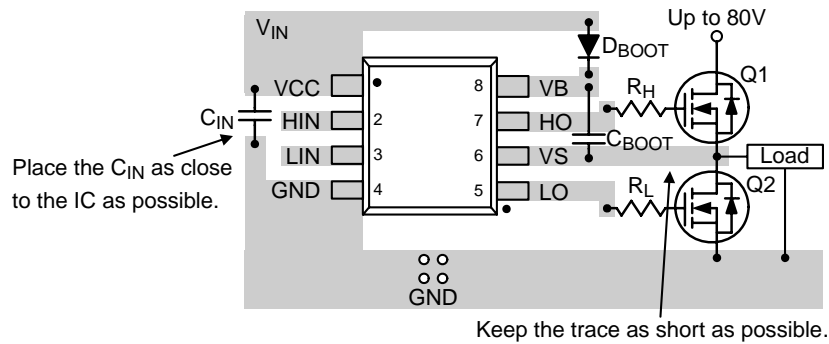 Up to 80V
V_IN
D_BOOT
Q1
VCC
8
VB
R_H
C_IN
HIN
2
7
HO
C_BOOT
LIN
3
6
VS
Load
Place the C_IN as close
to the IC as possible.
GND
4
5
LO
R_L
Q2
GND
Keep the trace as short as possible.